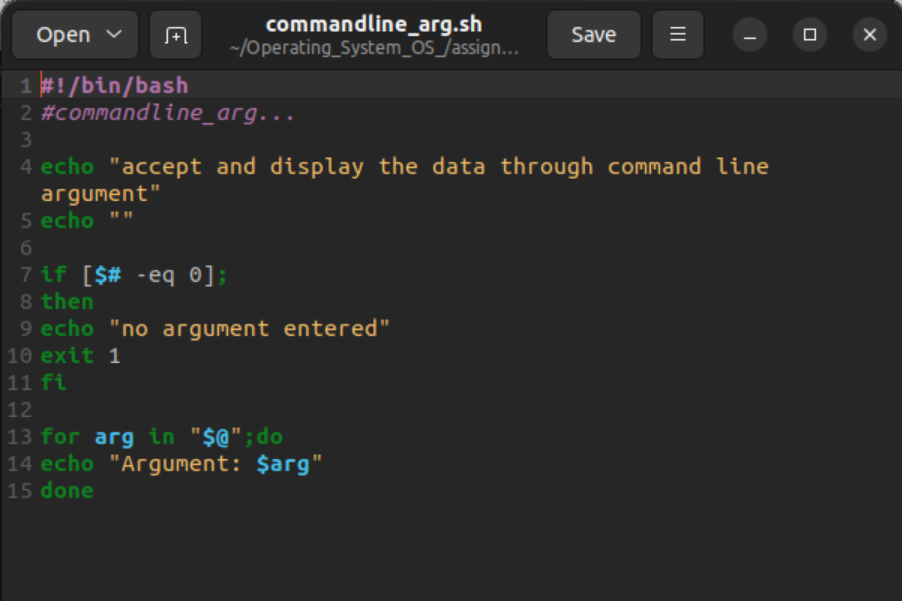 Open
commandline_arg.sh
~/Operating_System_OS_/assign...
Save
1 #!/bin/bash
2 #commandline_arg...
3
4 echo "accept and display the data through command line
argument"
5 echo ""
6
7 if [$# -eq 0];
8 then
9 echo "no argument entered"
10 exit 1
11 fi
12
13 for arg in "$@";do
14 echo "Argument: $arg"
15 done